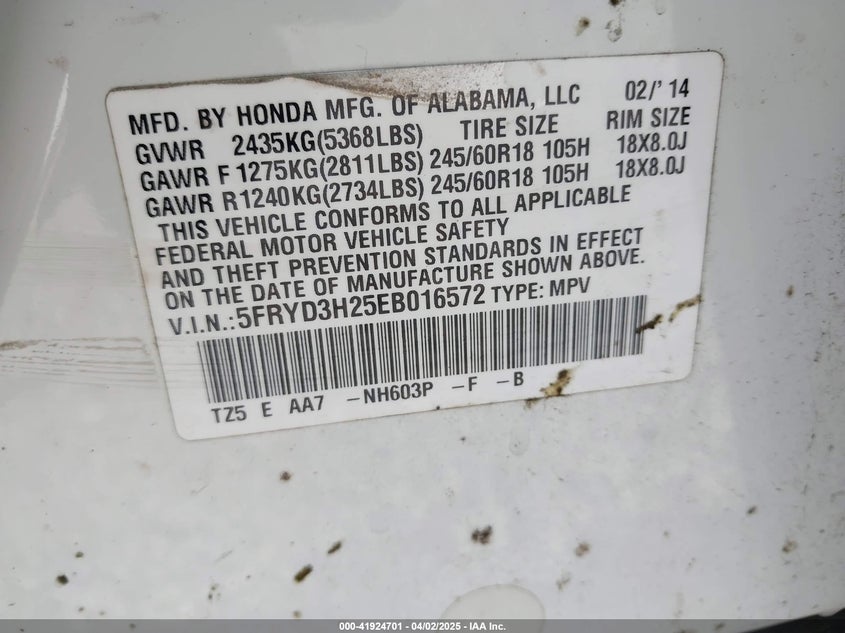 MFD. BY HONDA MFG. OF ALABAMA, LLC 02/' 14
GVWR 2435KG(5368LBS) TIRE SIZE RIM SIZE
GAWR F 1275KG(2811LBS) 245/60R18 105H 18X8.0J
GAWR R1240KG(2734LBS) 245/60R18 105H 18X8.0J
THIS VEHICLE CONFORMS TO ALL APPLICABLE
FEDERAL MOTOR VEHICLE SAFETY
AND THEFT PREVENTION STANDARDS IN EFFECT
ON THE DATE OF MANUFACTURE SHOWN ABOVE.
V.I.N.:5FRYD3H25EB016572 TYPE: MPV
TZ5 E AA7 -NH603P -F -B
000-41924701 - 04/02/2025 - IAA Inc.